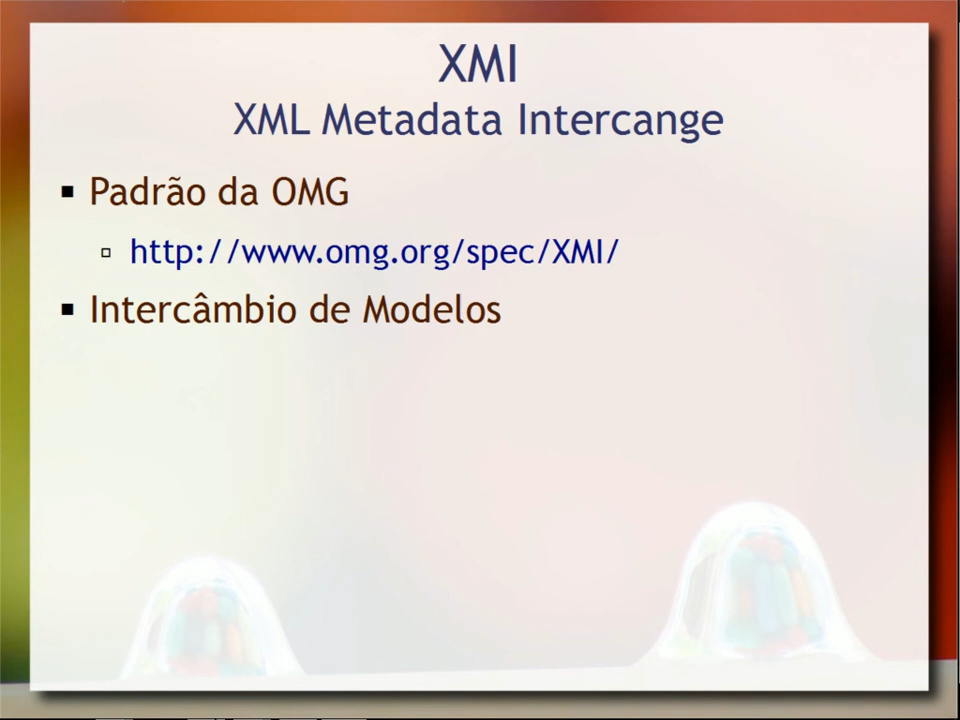 XMI
XML Metadata Intercange
Padrão da OMG
http://www.omg.org/spec/XMI/
Intercâmbio de Modelos